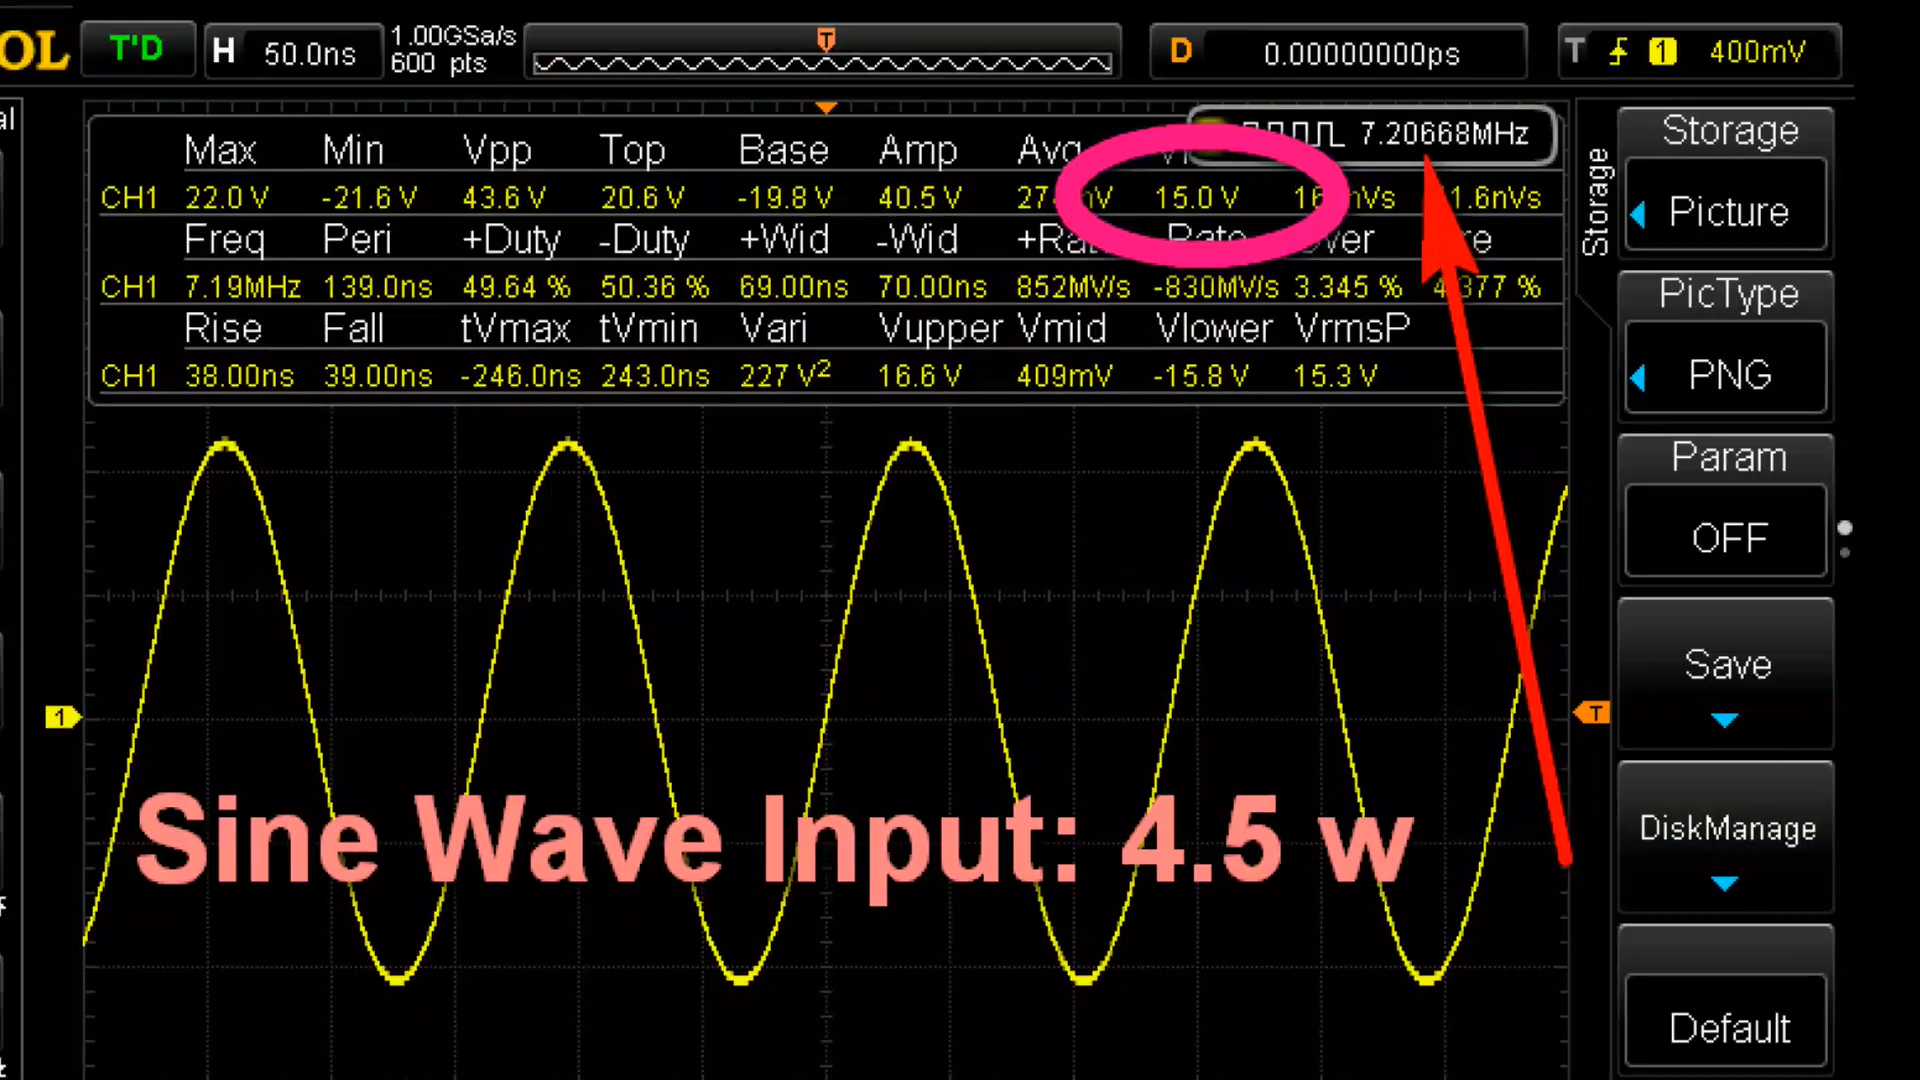 OL T'D H 50.0ns 1.00GSa/s 600 pts T D 0.00000000ps T 1 400mV
7.20668MHz
Max Min Vpp Top Base Amp Avg
CH1 22.0 V -21.6 V 43.6 V 20.6 V -19.8 V 40.5 V 15.0 V 1.6nVs
Freq Peri +Duty -Duty +Wid -Wid Rate
CH1 7.19MHz 139.0ns 49.64 % 50.36 % 69.00ns 70.00ns 852MV/s -830MV/s 3.345 % 4.377 %
Rise Fall tVmax tVmin Vari Vupper Vmid Vlower VrmsP
CH1 38.00ns 39.00ns -246.0ns 243.0ns 227 V² 16.6 V 409mV -15.8 V 15.3 V
1
T
Sine Wave Input: 4.5 w
Storage
Storage
Picture
PicType
PNG
Param
OFF
Save
DiskManage
Default